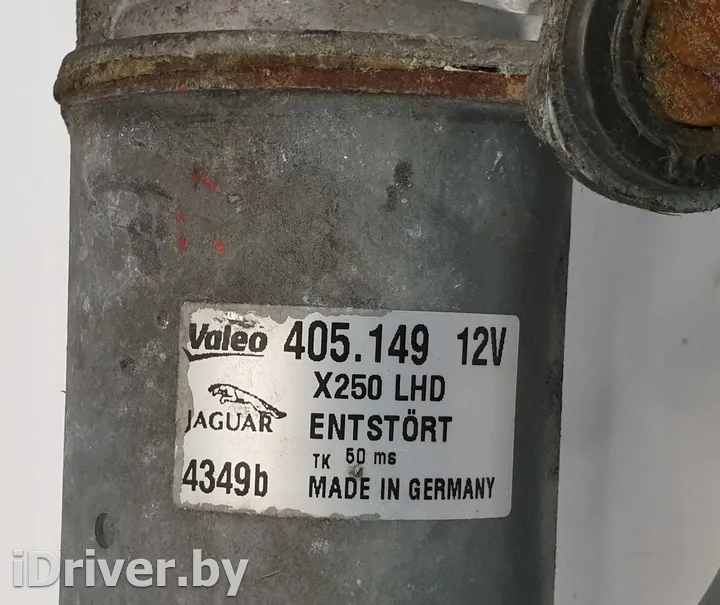 Valeo 405.149 12V
X250 LHD
JAGUAR ENTSTÖRT
TK 50 ms
4349b MADE IN GERMANY
iDriver.by